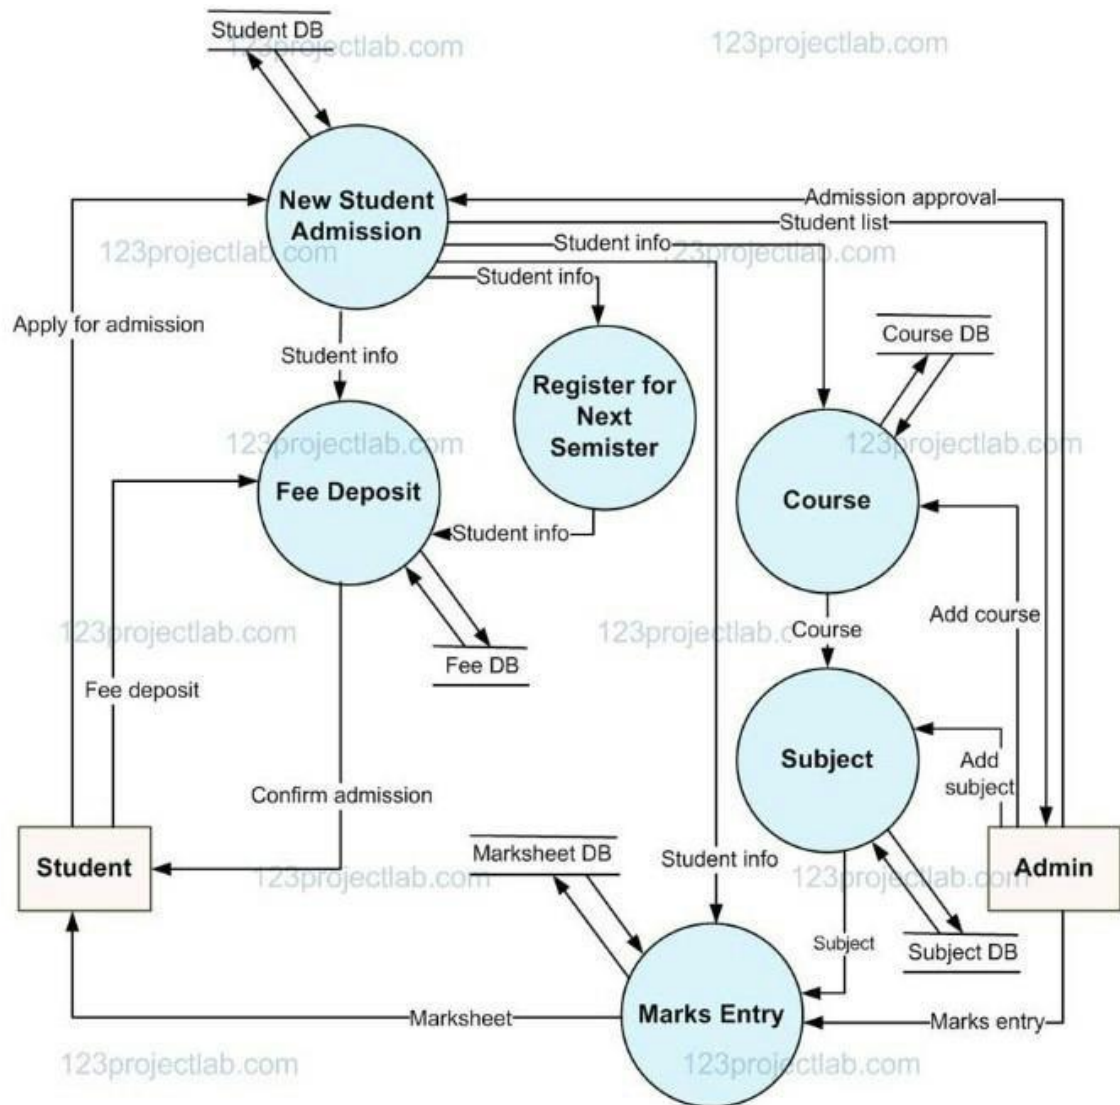 Student DB
123projectlab.com
123projectlab.com
New Student
Admission
Admission approval
Student list
Student info
123projectlab.com
123projectlab.com
Student info
Apply for admission
Course DB
Student info
Register for
Next
Semister
123projectlab.com
123projectlab.com
Fee Deposit
Course
Student info
123projectlab.com
123projectlab.c
Add course
Course
Fee DB
Fee deposit
Subject
Add
subject
Confirm admission
Marksheet DB
Student info
Student
Admin
123projectlab.com
123projectlab.com
Subject
Subject DB
Marks Entry
Marksheet
Marks entry
123projectlab.com
123projectlab.com